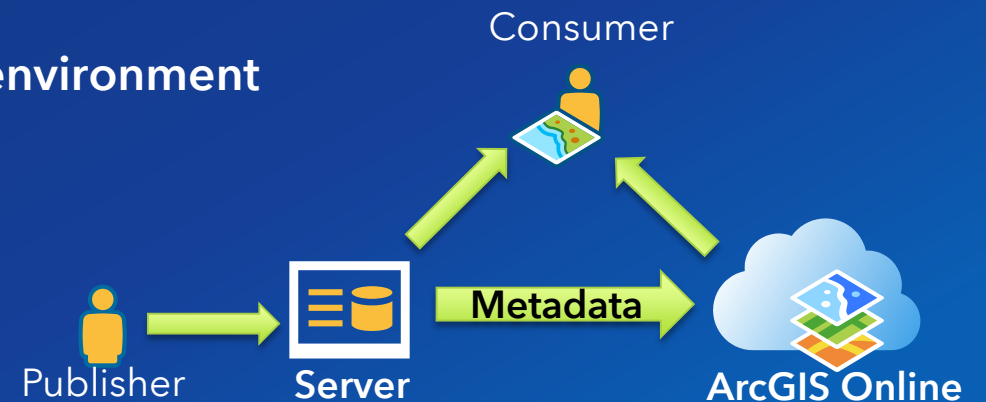 Consumer
environment
Metadata
Publisher
Server
ArcGIS Online